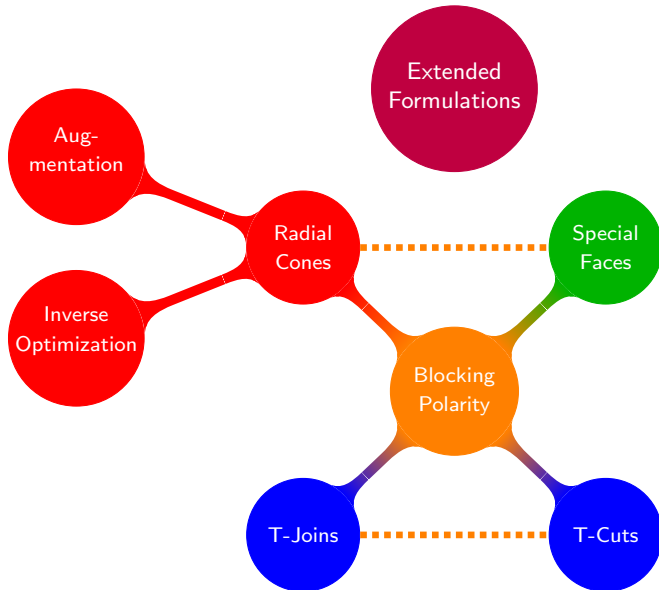 Extended
Formulations
Aug-
mentation
Radial
Cones
Special
Faces
Inverse
Optimization
Blocking
Polarity
T-Joins
T-Cuts